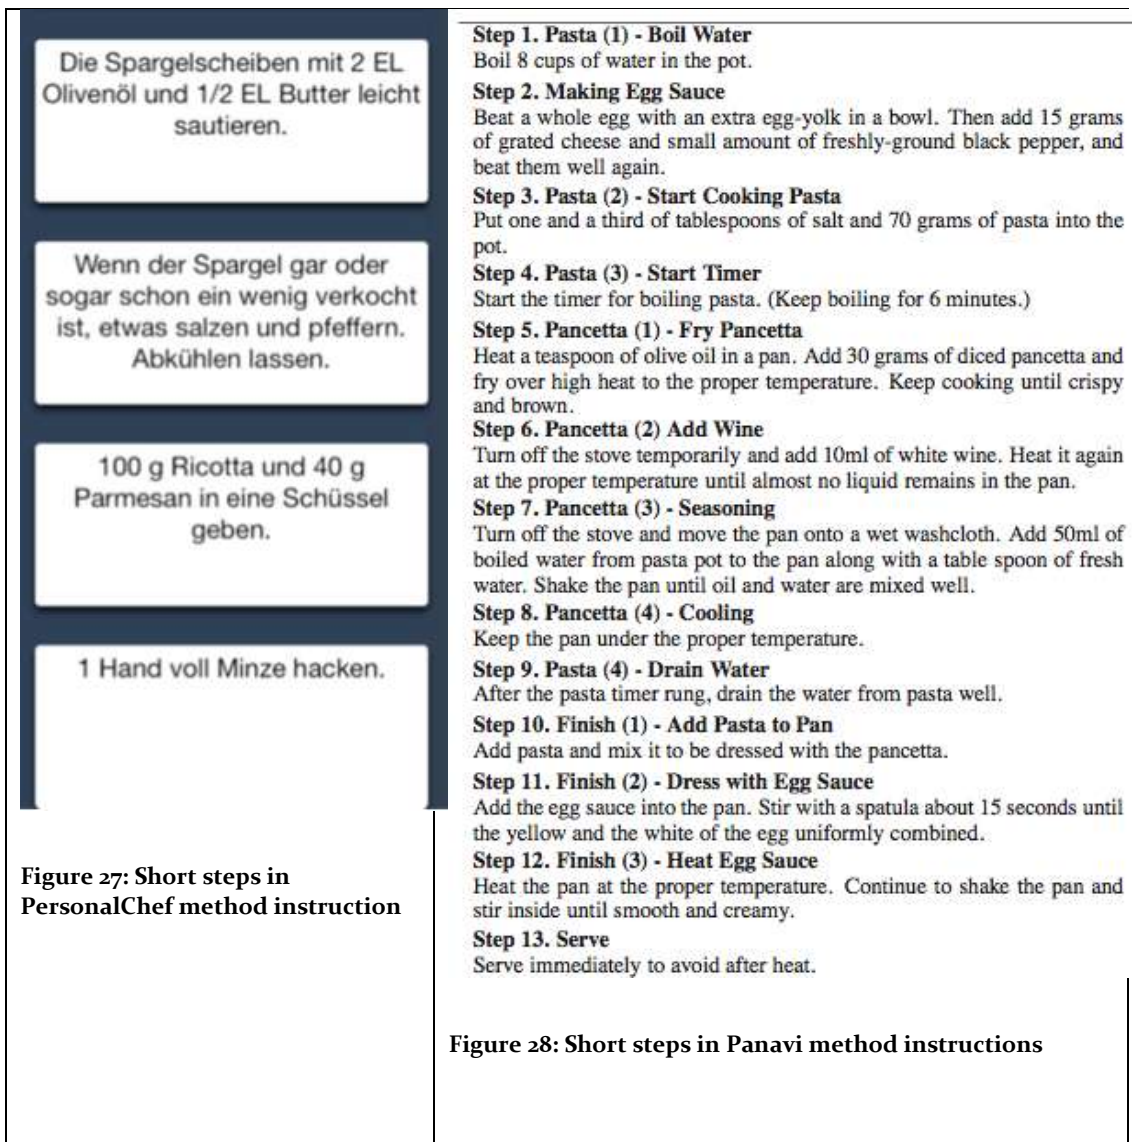 Die Spargelscheiben mit 2 EL
Olivenöl und 1/2 EL Butter leicht
sautieren.
Wenn der Spargel gar oder
sogar schon ein wenig verkocht
ist, etwas salzen und pfeffern.
Abkühlen lassen.
100 g Ricotta und 40 g
Parmesan in eine Schüssel
geben.
1 Hand voll Minze hacken.
Figure 27: Short steps in
PersonalChef method instruction
Step 1. Pasta (1) - Boil Water
Boil 8 cups of water in the pot.
Step 2. Making Egg Sauce
Beat a whole egg with an extra egg-yolk in a bowl. Then add 15 grams
of grated cheese and small amount of freshly-ground black pepper, and
beat them well again.
Step 3. Pasta (2) - Start Cooking Pasta
Put one and a third of tablespoons of salt and 70 grams of pasta into the
pot.
Step 4. Pasta (3) - Start Timer
Start the timer for boiling pasta. (Keep boiling for 6 minutes.)
Step 5. Pancetta (1) - Fry Pancetta
Heat a teaspoon of olive oil in a pan. Add 30 grams of diced pancetta and
fry over high heat to the proper temperature. Keep cooking until crispy
and brown.
Step 6. Pancetta (2) Add Wine
Turn off the stove temporarily and add 10ml of white wine. Heat it again
at the proper temperature until almost no liquid remains in the pan.
Step 7. Pancetta (3) - Seasoning
Turn off the stove and move the pan onto a wet washcloth. Add 50ml of
boiled water from pasta pot to the pan along with a table spoon of fresh
water. Shake the pan until oil and water are mixed well.
Step 8. Pancetta (4) - Cooling
Keep the pan under the proper temperature.
Step 9. Pasta (4) - Drain Water
After the pasta timer rung, drain the water from pasta well.
Step 10. Finish (1) - Add Pasta to Pan
Add pasta and mix it to be dressed with the pancetta.
Step 11. Finish (2) - Dress with Egg Sauce
Add the egg sauce into the pan. Stir with a spatula about 15 seconds until
the yellow and the white of the egg uniformly combined.
Step 12. Finish (3) - Heat Egg Sauce
Heat the pan at the proper temperature. Continue to shake the pan and
stir inside until smooth and creamy.
Step 13. Serve
Serve immediately to avoid after heat.
Figure 28: Short steps in Panavi method instructions